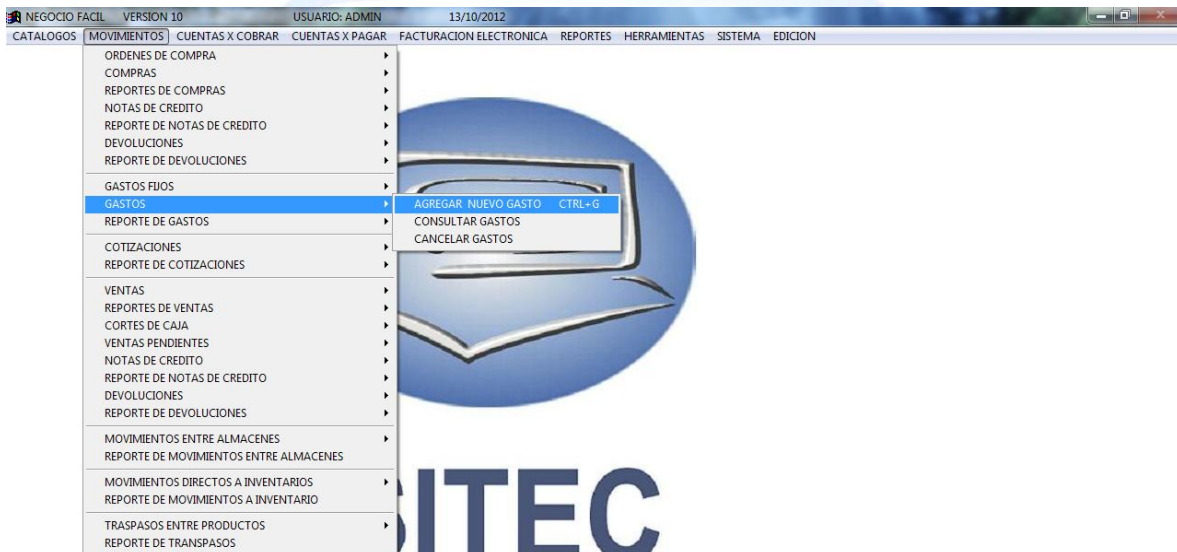 NEGOCIO FACIL VERSION 10 USUARIO: ADMIN 13/10/2012
CATALOGOS MOVIMIENTOS CUENTAS X COBRAR CUENTAS X PAGAR FACTURACION ELECTRONICA REPORTES HERRAMIENTAS SISTEMA EDICION
ORDENES DE COMPRA
COMPRAS
REPORTES DE COMPRAS
NOTAS DE CREDITO
REPORTE DE NOTAS DE CREDITO
DEVOLUCIONES
REPORTE DE DEVOLUCIONES
GASTOS FIJOS
GASTOS
REPORTE DE GASTOS
AGREGAR NUEVO GASTO CTRL+G
CONSULTAR GASTOS
CANCELAR GASTOS
COTIZACIONES
REPORTE DE COTIZACIONES
VENTAS
REPORTES DE VENTAS
CORTES DE CAJA
VENTAS PENDIENTES
NOTAS DE CREDITO
REPORTE DE NOTAS DE CREDITO
DEVOLUCIONES
REPORTE DE DEVOLUCIONES
MOVIMIENTOS ENTRE ALMACENES
REPORTE DE MOVIMIENTOS ENTRE ALMACENES
MOVIMIENTOS DIRECTOS A INVENTARIOS
REPORTE DE MOVIMIENTOS A INVENTARIO
TRASPASOS ENTRE PRODUCTOS
REPORTE DE TRANSPASOS
SITEC